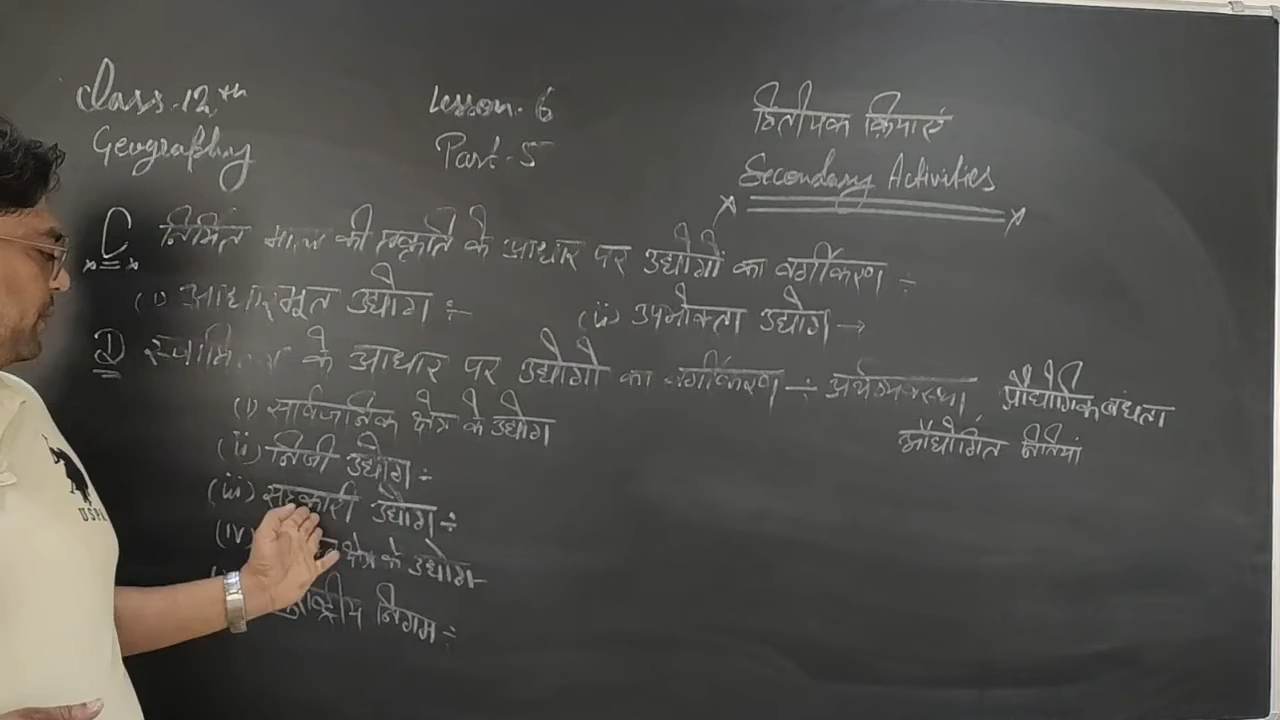 Class-12th
Geography
Lesson-6
Part-5
द्वितीयक क्रियाएं
Secondary Activities
C निर्मित माल की प्रकृति के आधार पर उद्योगों का वर्गीकरण ÷
(i) आधारभूत उद्योग ÷
(ii) उपभोक्ता उद्योग →
D के आधार पर उद्योगों का वर्गीकरण ÷ अर्थव्यवस्था
(i) सार्वजनिक क्षेत्र के उद्योग
(ii) निजी उद्योग ÷
(iii) सहकारी उद्योग ÷
(iv) क्षेत्र के उद्योग
निगम ÷
औद्योगित नितियां
USPA